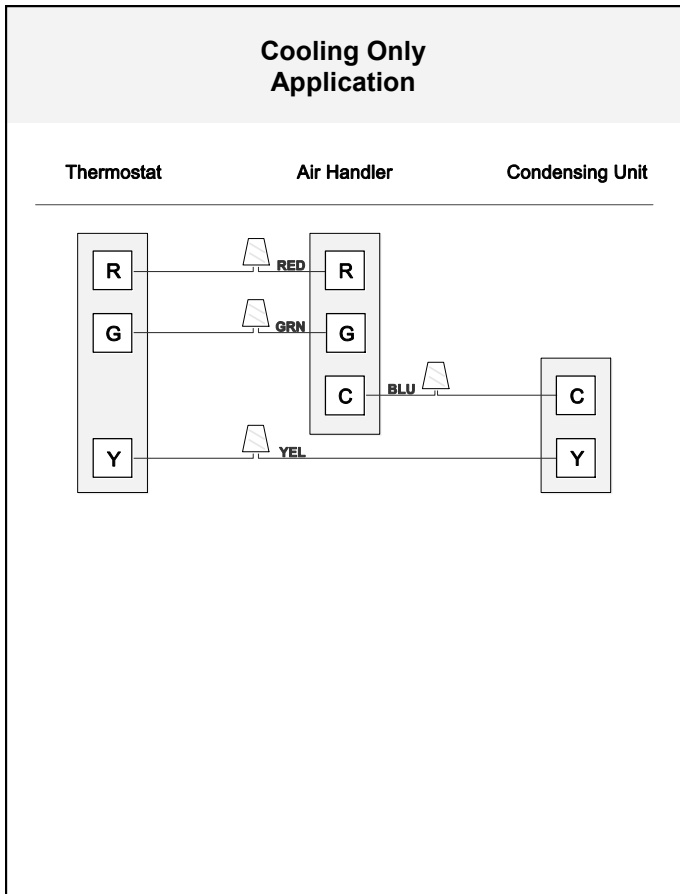 Cooling Only
Application
Thermostat Air Handler Condensing Unit
R RED R
G GRN G
C BLU C
Y YEL Y